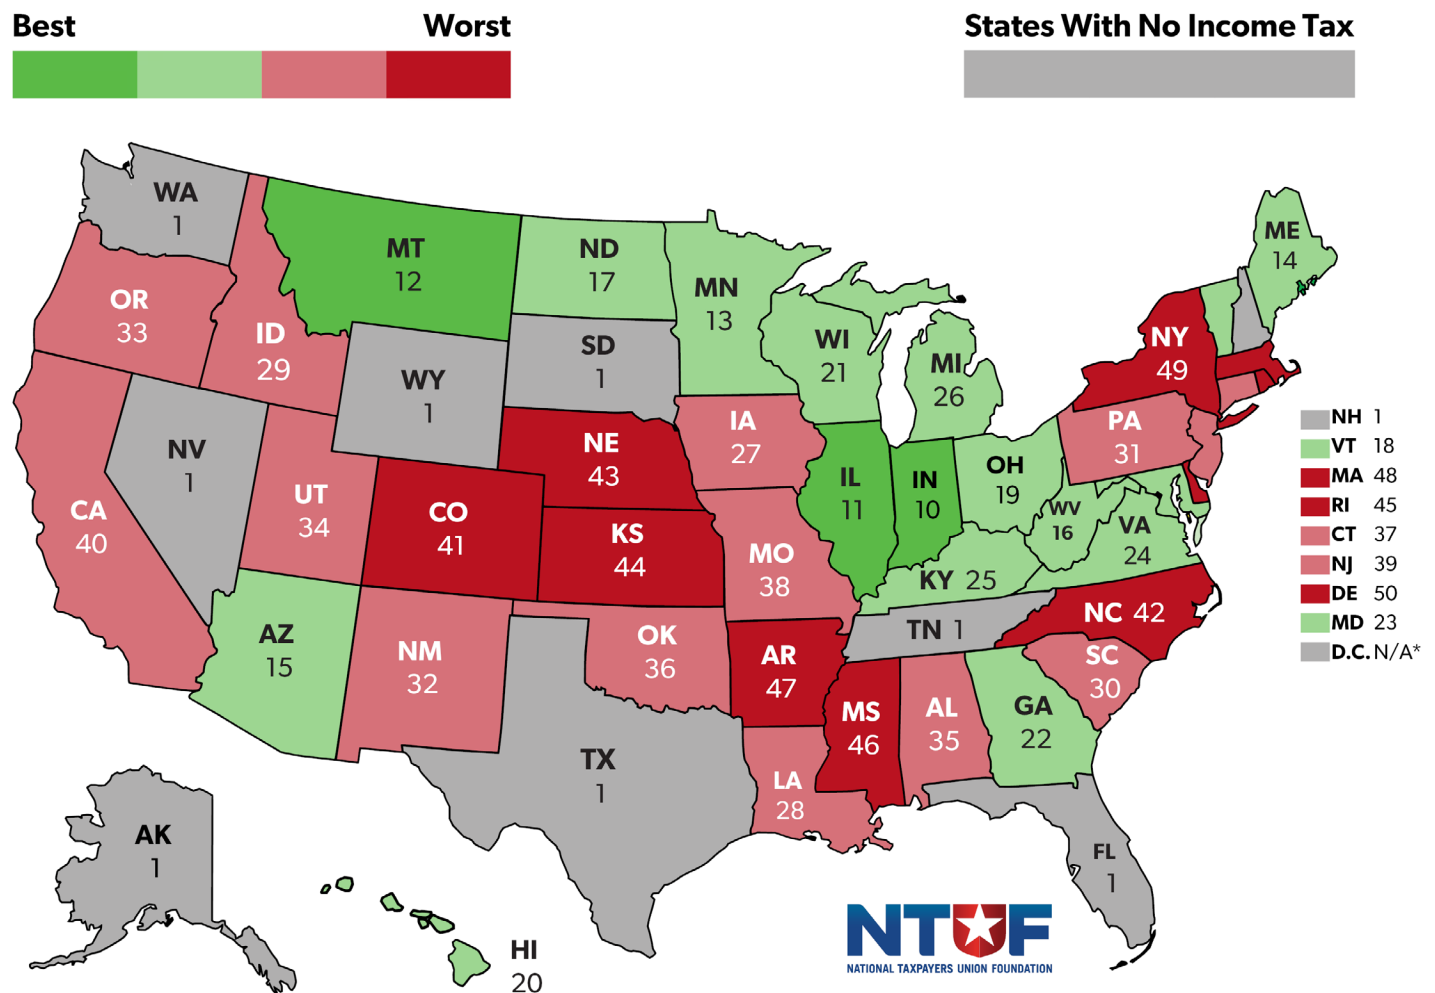 Best
Worst
States With No Income Tax
WA
1
MT
12
ND
17
MN
13
ME
14
OR
33
ID
29
SD
1
WI
21
MI
26
NY
49
WY
1
NE
43
IA
27
PA
31
NV
1
UT
34
CO
41
KS
44
IL
11
IN
10
OH
19
WV
16
VA
24
CA
40
MO
38
KY 25
NC 42
TN 1
AZ
15
NM
32
OK
36
AR
47
MS
46
AL
35
GA
22
SC
30
TX
1
LA
28
FL
1
AK
1
HI
20
NH 1
VT 18
MA 48
RI 45
CT 37
NJ 39
DE 50
MD 23
D.C. N/A*
NTUF
NATIONAL TAXPAYERS UNION FOUNDATION